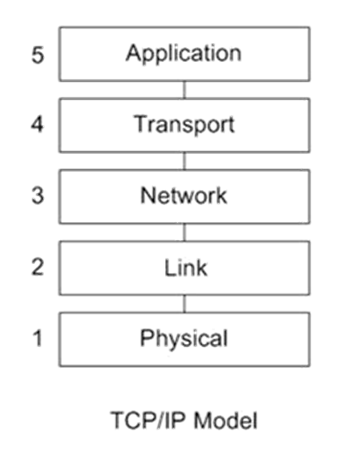 5 Application
4 Transport
3 Network
2 Link
1 Physical
TCP/IP Model